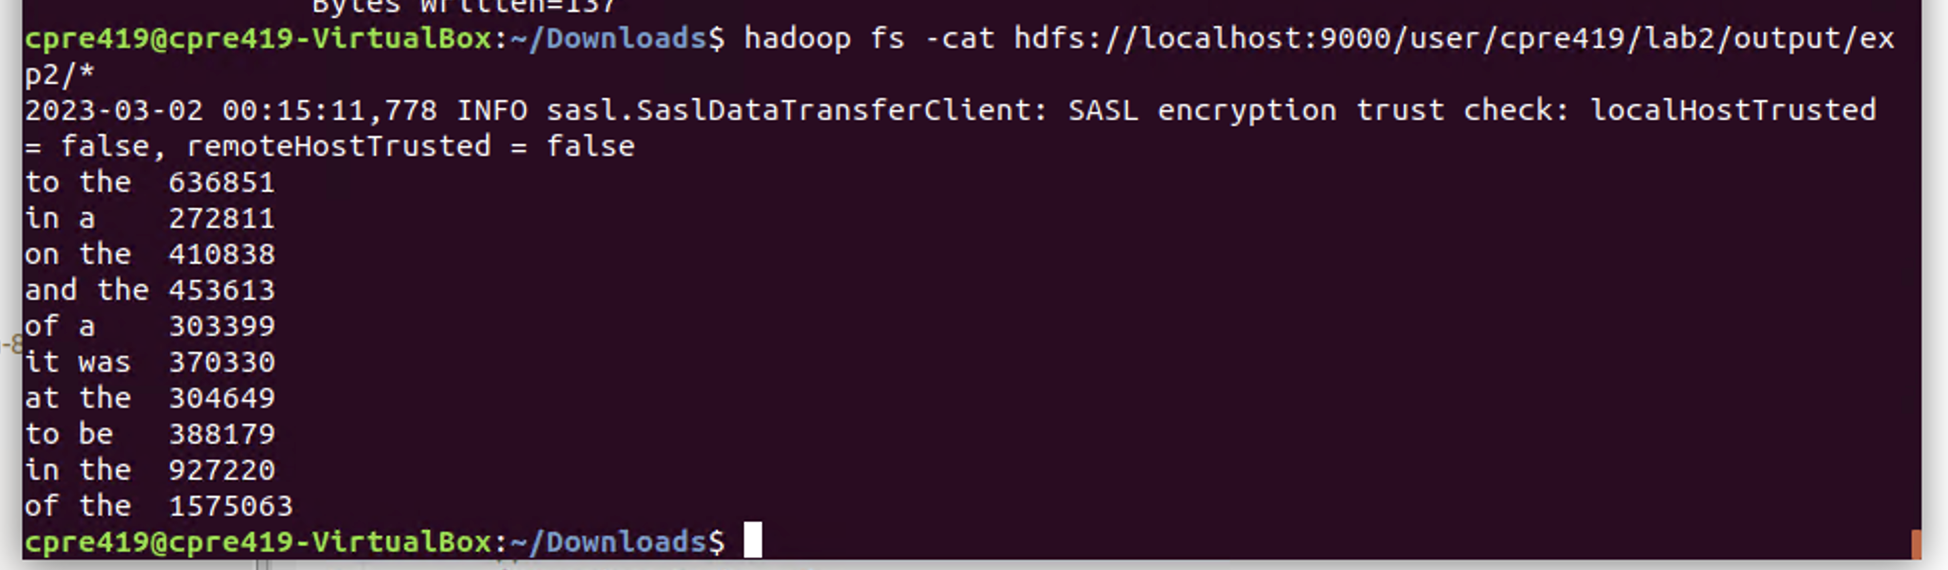 Bytes Written=137
cpre419@cpre419-VirtualBox:~/Downloads$ hadoop fs -cat hdfs://localhost:9000/user/cpre419/lab2/output/ex
p2/*
2023-03-02 00:15:11,778 INFO sasl.SaslDataTransferClient: SASL encryption trust check: localHostTrusted
= false, remoteHostTrusted = false
to the  636851
in a    272811
on the  410838
and the 453613
of a    303399
-8
it was  370330
at the  304649
to be   388179
in the  927220
of the  1575063
cpre419@cpre419-VirtualBox:~/Downloads$